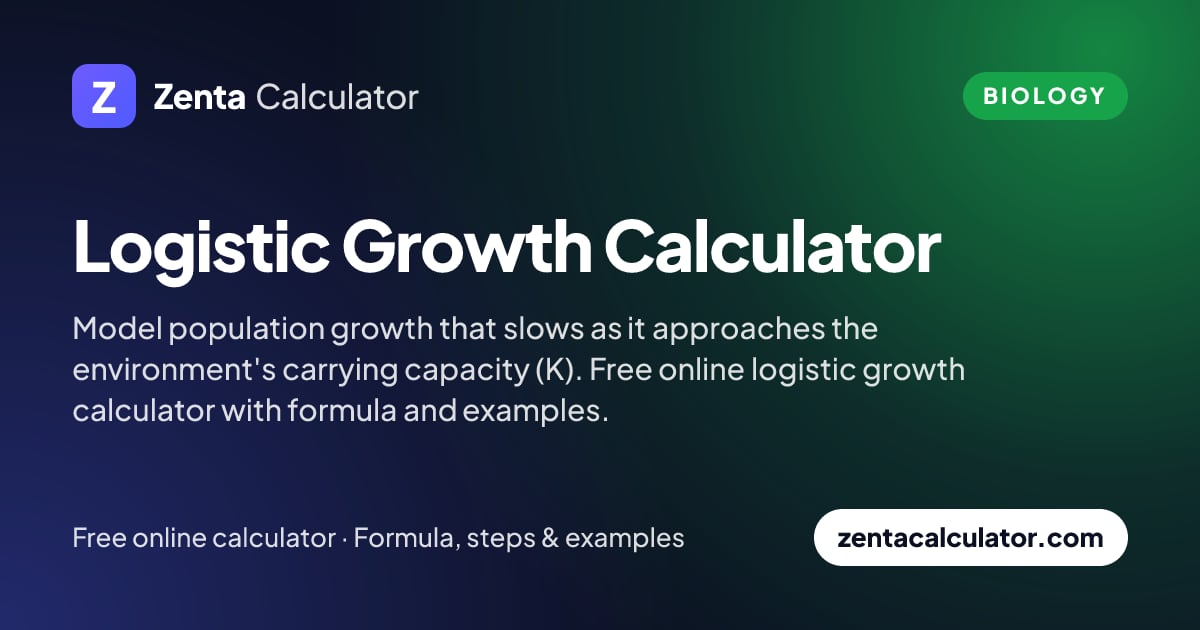 Z
Zenta Calculator
BIOLOGY
Logistic Growth Calculator
Model population growth that slows as it approaches the
environment's carrying capacity (K). Free online logistic growth
calculator with formula and examples.
Free online calculator · Formula, steps & examples
zentacalculator.com